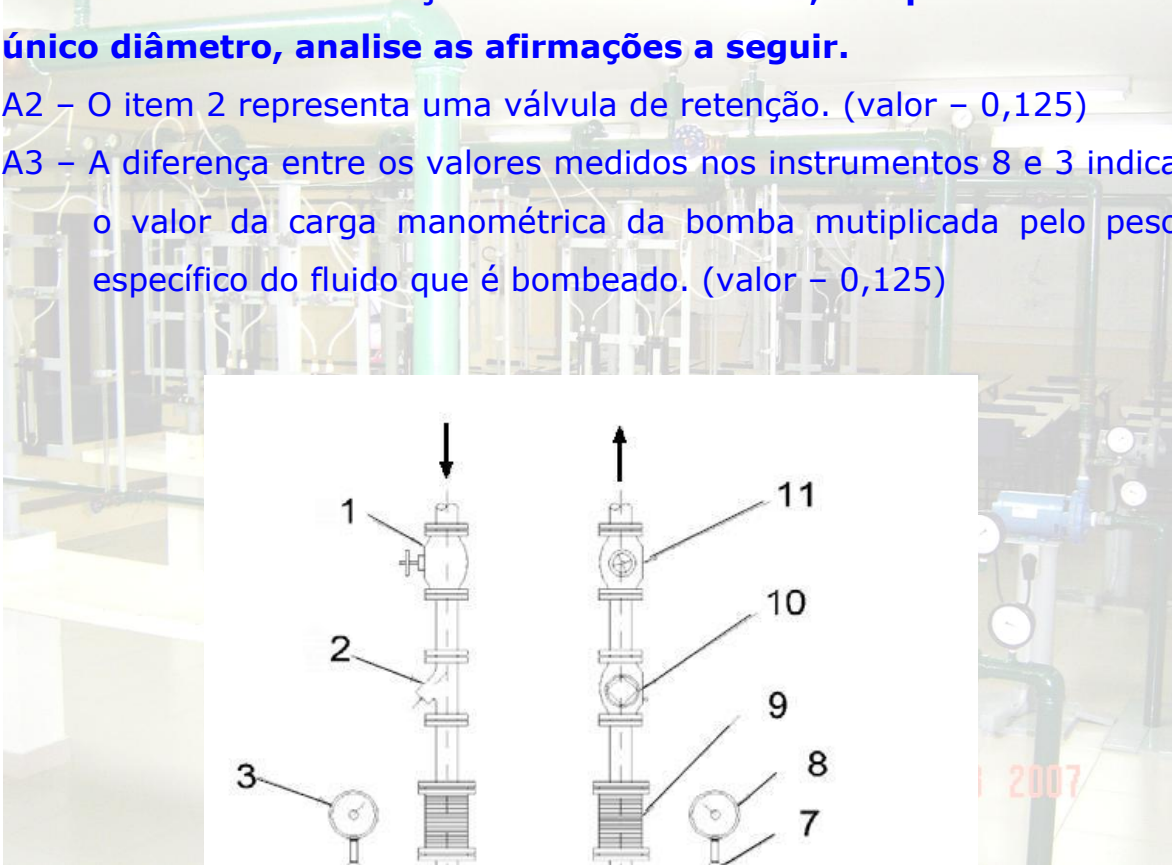 único diâmetro, analise as afirmações a seguir.
A2 – O item 2 representa uma válvula de retenção. (valor – 0,125)
A3 – A diferença entre os valores medidos nos instrumentos 8 e 3 indica
o valor da carga manométrica da bomba mutiplicada pelo peso
específico do fluido que é bombeado. (valor – 0,125)
1
11
10
2
9
3
8
2007
7